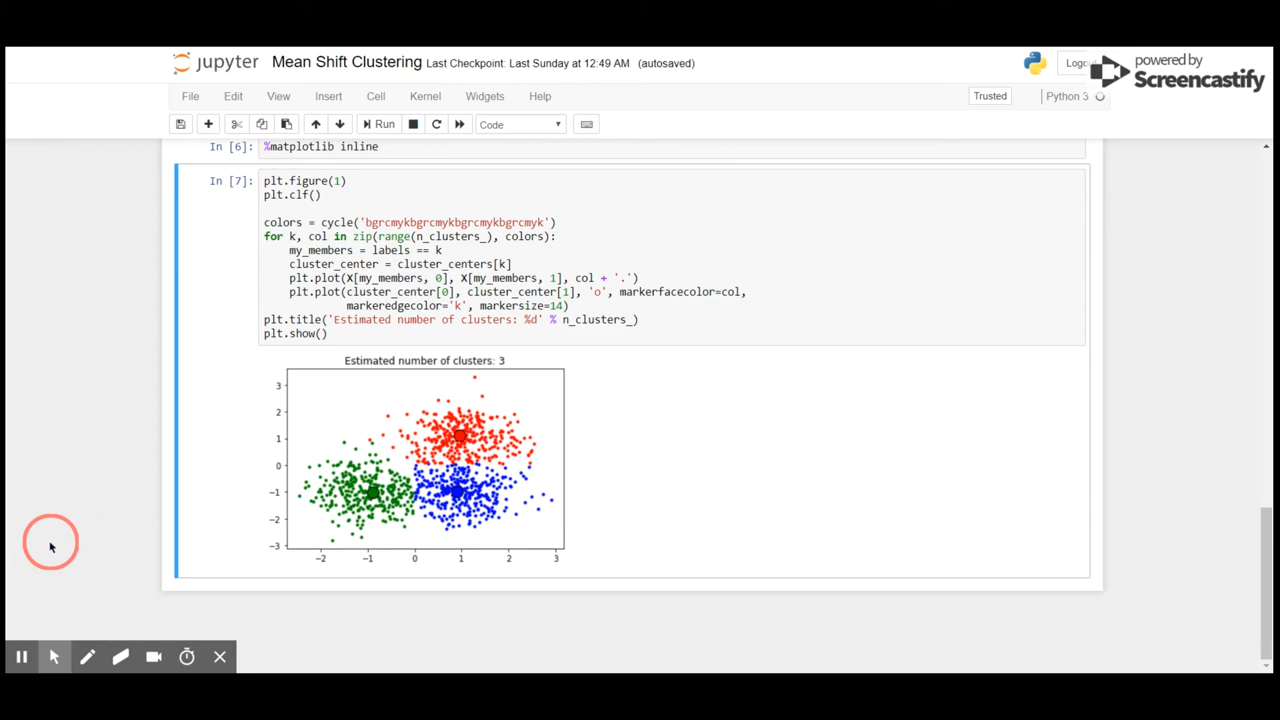 jupyter Mean Shift Clustering Last Checkpoint: Last Sunday at 12:49 AM (autosaved)
Logo
powered by
Screencastify
File Edit View Insert Cell Kernel Widgets Help
Trusted
Python 3
Run
Code
In [6]: %matplotlib inline
In [7]: plt.figure(1)
plt.clf()
colors = cycle('bgrcmykbgrcmykbgrcmykbgrcmyk')
for k, col in zip(range(n_clusters_), colors):
    my_members = labels == k
    cluster_center = cluster_centers[k]
    plt.plot(X[my_members, 0], X[my_members, 1], col + '.')
    plt.plot(cluster_center[0], cluster_center[1], 'o', markerfacecolor=col,
             markeredgecolor='k', markersize=14)
plt.title('Estimated number of clusters: %d' % n_clusters_)
plt.show()
Estimated number of clusters: 3
3
2
1
0
−1
−2
−3
−2 −1 0 1 2 3